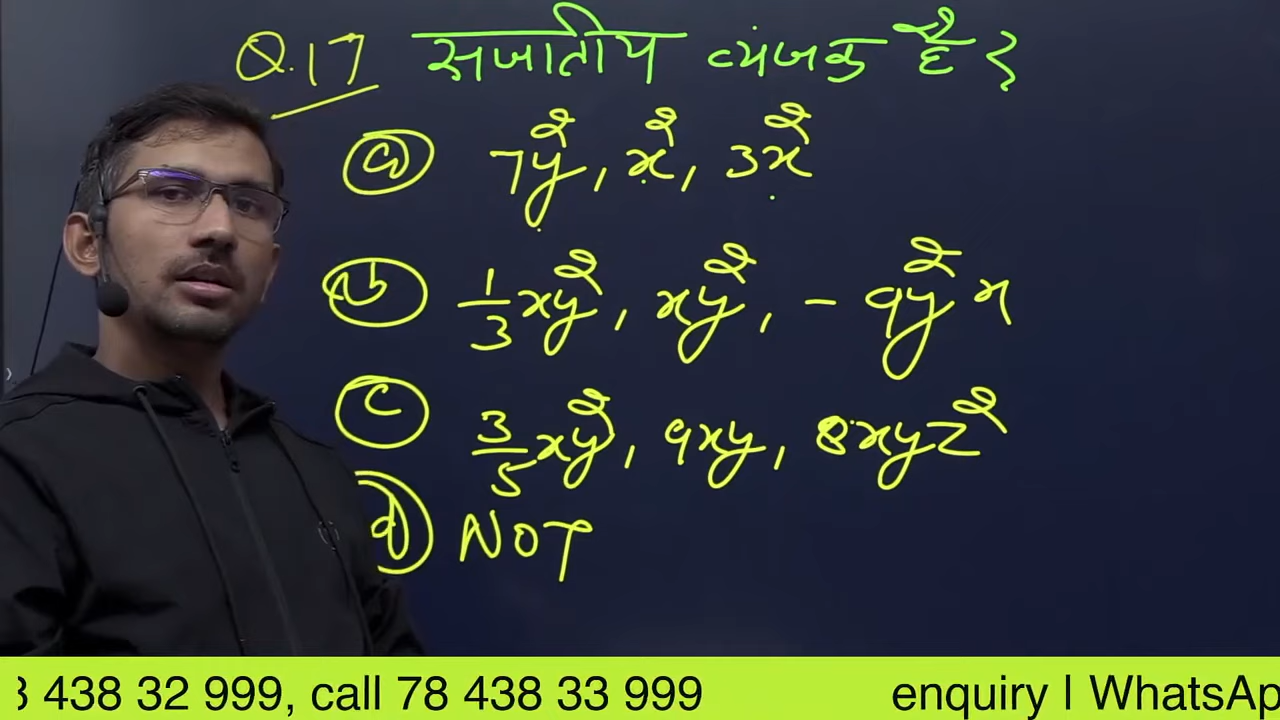 Q.17 सजातीय व्यंजक है?
(a) 7y², x², 3x²
(b) 1/3 xy², xy², - 9y²x
(c) 3/5 xy², 9xy, 8xyz²
(d) NOT
3 438 32 999, call 78 438 33 999 enquiry | WhatsAp